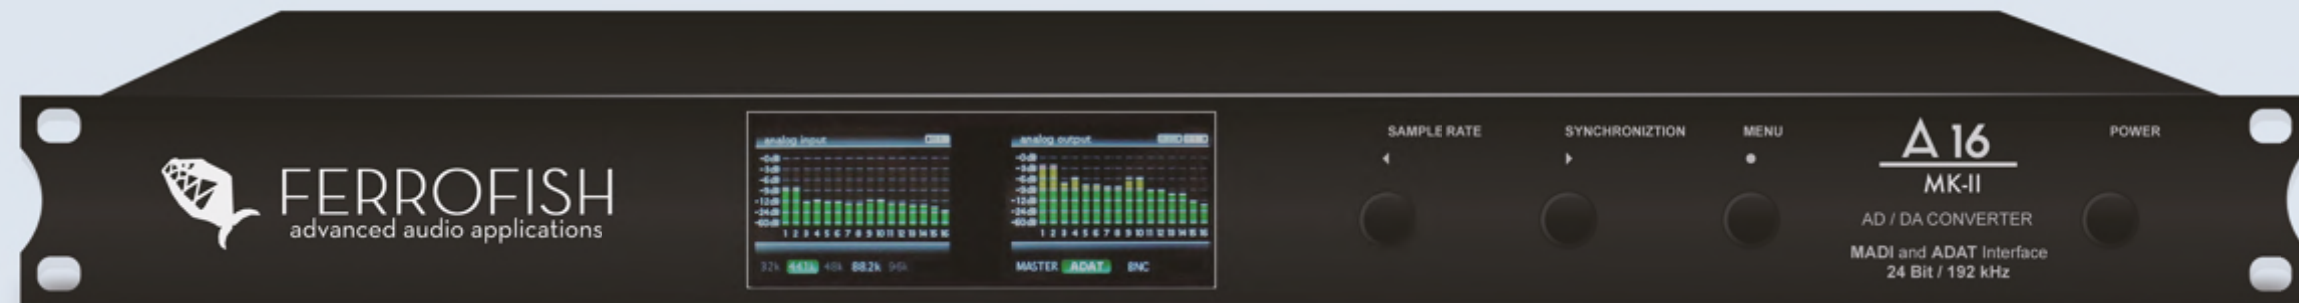 FERROFISH
advanced audio applications
analog input
-0dB
-3dB
-6dB
-9dB
-12dB
-24dB
-60dB
1 2 3 4 5 6 7 8 9 10 11 12 13 14 15 16
32k 44.1k 48k 88.2k 96k
analog output
-0dB
-3dB
-6dB
-9dB
-12dB
-24dB
-60dB
1 2 3 4 5 6 7 8 9 10 11 12 13 14 15 16
MASTER ADAT BNC
SAMPLE RATE
SYNCHRONIZTION
MENU
A 16
MK-II
AD / DA CONVERTER
MADI and ADAT Interface
24 Bit / 192 kHz
POWER